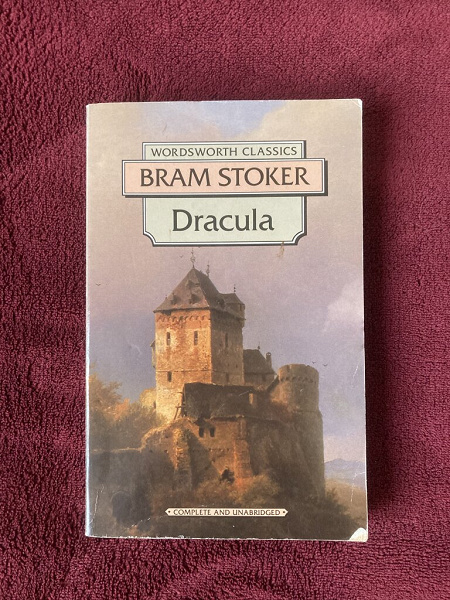 WORDSWORTH CLASSICS
BRAM STOKER
Dracula
• COMPLETE AND UNABRIDGED •